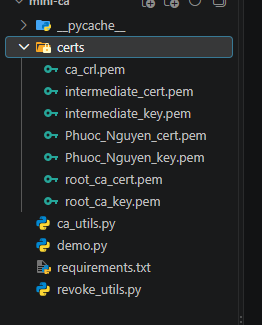 mini-ca
__pycache__
certs
ca_crl.pem
intermediate_cert.pem
intermediate_key.pem
Phuoc_Nguyen_cert.pem
Phuoc_Nguyen_key.pem
root_ca_cert.pem
root_ca_key.pem
ca_utils.py
demo.py
requirements.txt
revoke_utils.py